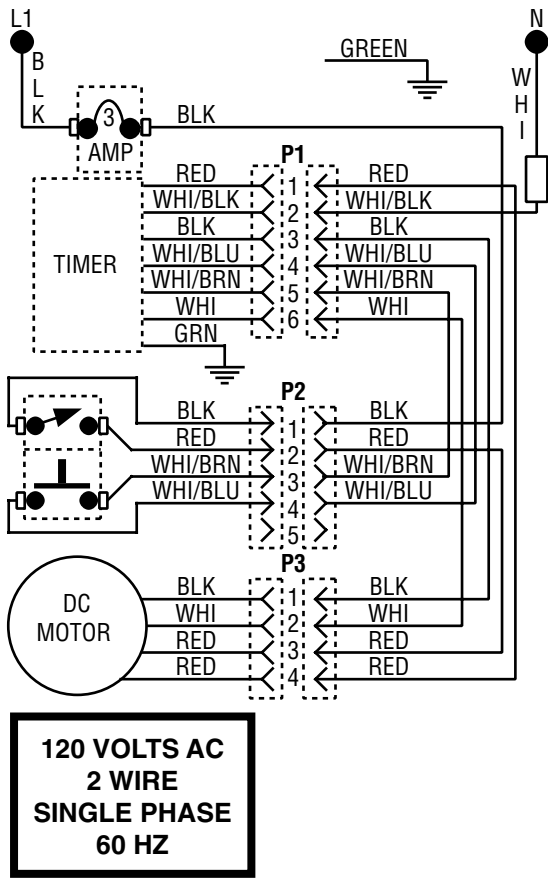 L1
N
BLK
GREEN
WHI
3
AMP
BLK
P1
RED 1 RED
WHI/BLK 2 WHI/BLK
BLK 3 BLK
TIMER
WHI/BLU 4 WHI/BLU
WHI/BRN 5 WHI/BRN
WHI 6 WHI
GRN
P2
BLK 1 BLK
RED 2 RED
WHI/BRN 3 WHI/BRN
WHI/BLU 4 WHI/BLU
5
P3
DC
MOTOR
BLK 1 BLK
WHI 2 WHI
RED 3 RED
RED 4 RED
120 VOLTS AC
2 WIRE
SINGLE PHASE
60 HZ